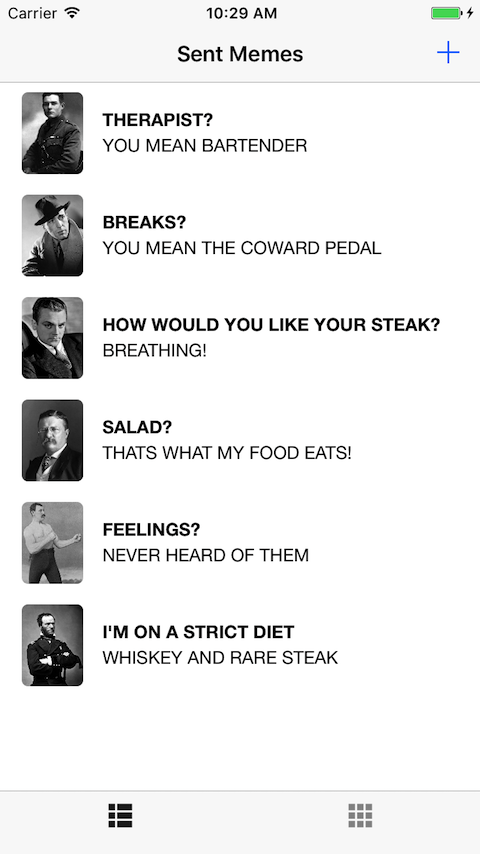 Carrier 10:29 AM
Sent Memes
THERAPIST?
YOU MEAN BARTENDER
BREAKS?
YOU MEAN THE COWARD PEDAL
HOW WOULD YOU LIKE YOUR STEAK?
BREATHING!
SALAD?
THATS WHAT MY FOOD EATS!
FEELINGS?
NEVER HEARD OF THEM
I'M ON A STRICT DIET
WHISKEY AND RARE STEAK